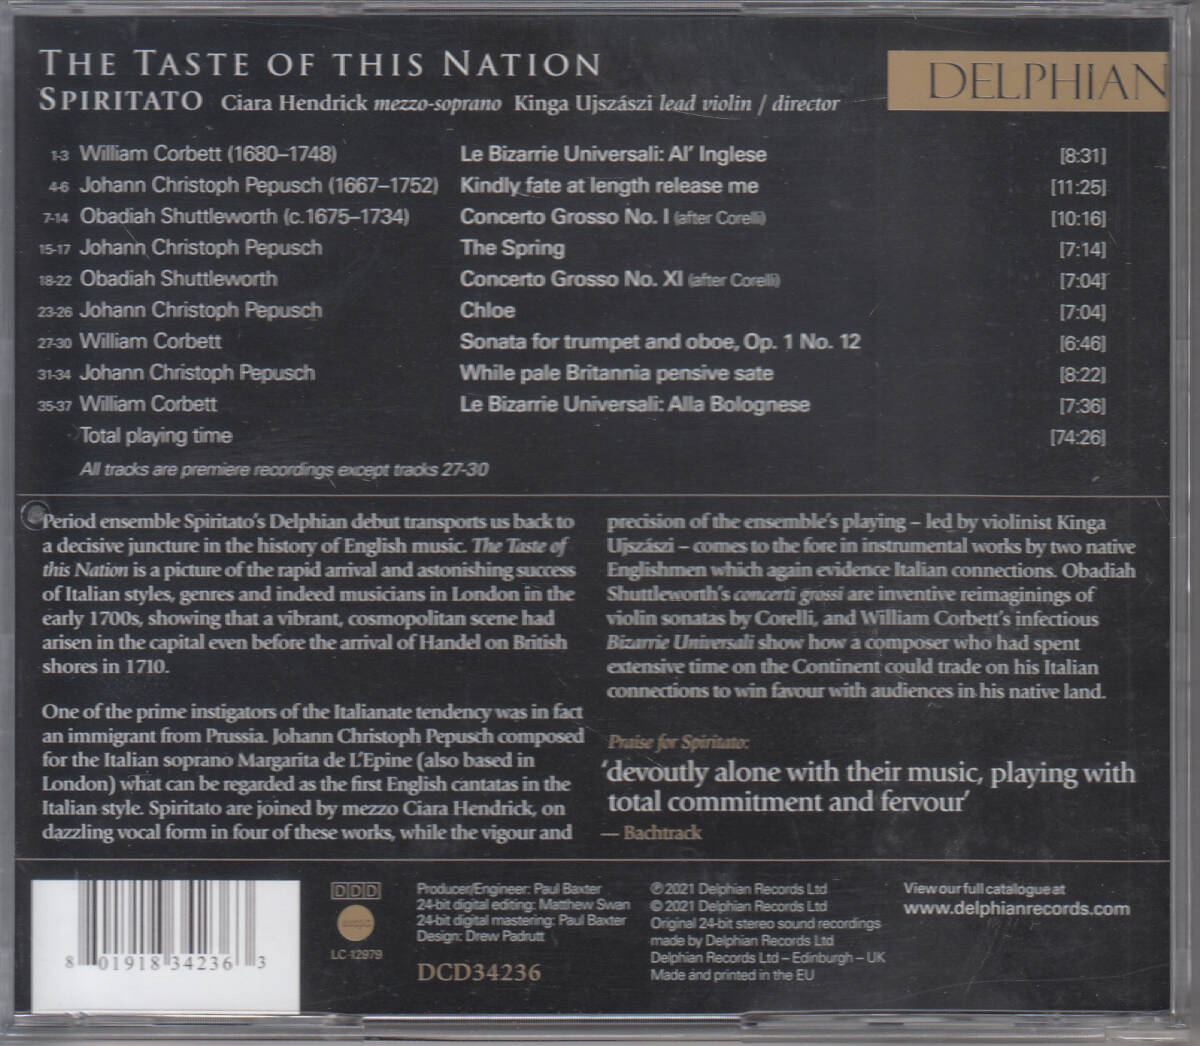 THE TASTE OF THIS NATION
DELPHIAN
SPIRITATO Ciara Hendrick mezzo-soprano Kinga Ujszászi lead violin / director
1-3 William Corbett (1680–1748) Le Bizarrie Universali: Al' Inglese [8:31]
4-6 Johann Christoph Pepusch (1667–1752) Kindly fate at length release me [11:25]
7-14 Obadiah Shuttleworth (c.1675–1734) Concerto Grosso No. I (after Corelli) [10:16]
15-17 Johann Christoph Pepusch The Spring [7:14]
18-22 Obadiah Shuttleworth Concerto Grosso No. XI (after Corelli) [7:04]
23-26 Johann Christoph Pepusch Chloe [7:04]
27-30 William Corbett Sonata for trumpet and oboe, Op. 1 No. 12 [6:46]
31-34 Johann Christoph Pepusch While pale Britannia pensive sate [8:22]
35-37 William Corbett Le Bizarrie Universali: Alla Bolognese [7:36]
Total playing time [74:26]
All tracks are premiere recordings except tracks 27-30
Period ensemble Spiritato's Delphian debut transports us back to
a decisive juncture in the history of English music. The Taste of
this Nation is a picture of the rapid arrival and astonishing success
of Italian styles, genres and indeed musicians in London in the
early 1700s, showing that a vibrant, cosmopolitan scene had
arisen in the capital even before the arrival of Handel on British
shores in 1710.
One of the prime instigators of the Italianate tendency was in fact
an immigrant from Prussia. Johann Christoph Pepusch composed
for the Italian soprano Margarita de L'Epine (also based in
London) what can be regarded as the first English cantatas in the
Italian style. Spiritato are joined by mezzo Ciara Hendrick, on
dazzling vocal form in four of these works, while the vigour and
precision of the ensemble's playing – led by violinist Kinga
Ujszászi – comes to the fore in instrumental works by two native
Englishmen which again evidence Italian connections. Obadiah
Shuttleworth's concerti grossi are inventive reimaginings of
violin sonatas by Corelli, and William Corbett's infectious
Bizarrie Universali show how a composer who had spent
extensive time on the Continent could trade on his Italian
connections to win favour with audiences in his native land.
Praise for Spiritato:
'devoutly alone with their music, playing with
total commitment and fervour'
— Bachtrack
8 01918 34236 3
DDD
LC-12979
Producer/Engineer: Paul Baxter
24-bit digital editing: Matthew Swan
24-bit digital mastering: Paul Baxter
Design: Drew Padrutt
DCD34236
℗ 2021 Delphian Records Ltd
© 2021 Delphian Records Ltd
Original 24-bit stereo sound recordings
made by Delphian Records Ltd
Delphian Records Ltd – Edinburgh – UK
Made and printed in the EU
View our full catalogue at
www.delphianrecords.com